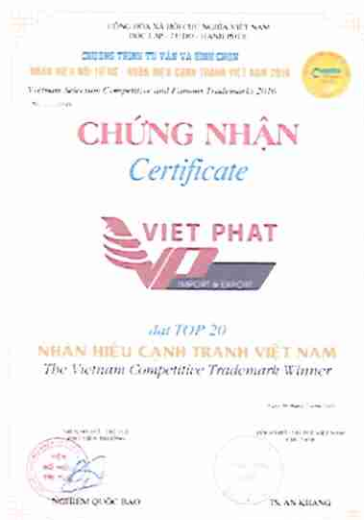 CỘNG HÒA XÃ HỘI CHỦ NGHĨA VIỆT NAM
ĐỘC LẬP - TỰ DO - HẠNH PHÚC
CHƯƠNG TRÌNH TƯ VẤN VÀ BÌNH CHỌN
NHÃN HIỆU NỔI TIẾNG - NHÃN HIỆU CẠNH TRANH VIỆT NAM 2016
Vietnam Selection Competitive and Famous Trademarks 2016
CHỨNG NHẬN
Certificate
VIET PHAT
VP
IMPORT & EXPORT
đạt TOP 20
NHÃN HIỆU CẠNH TRANH VIỆT NAM
The Vietnam Competitive Trademark Winner
NGHIÊM QUỐC BẢO
TS. AN KHANG